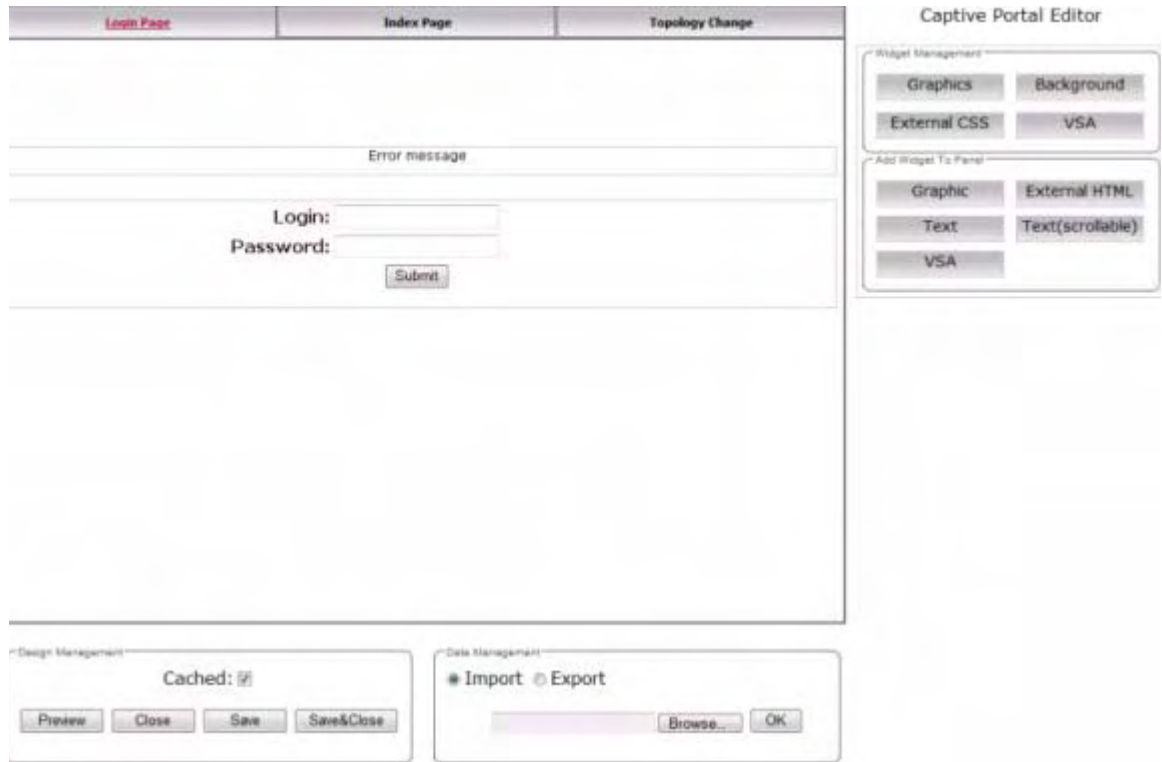 Login Page Index Page Topology Change
Captive Portal Editor
Widget Management
Graphics Background
External CSS VSA
Add Widget To Panel
Graphic External HTML
Text Text(scrollable)
VSA
Error message
Login:
Password:
Submit
Design Management
Cached:
Preview Close Save Save&Close
Data Management
Import Export
Browse... OK